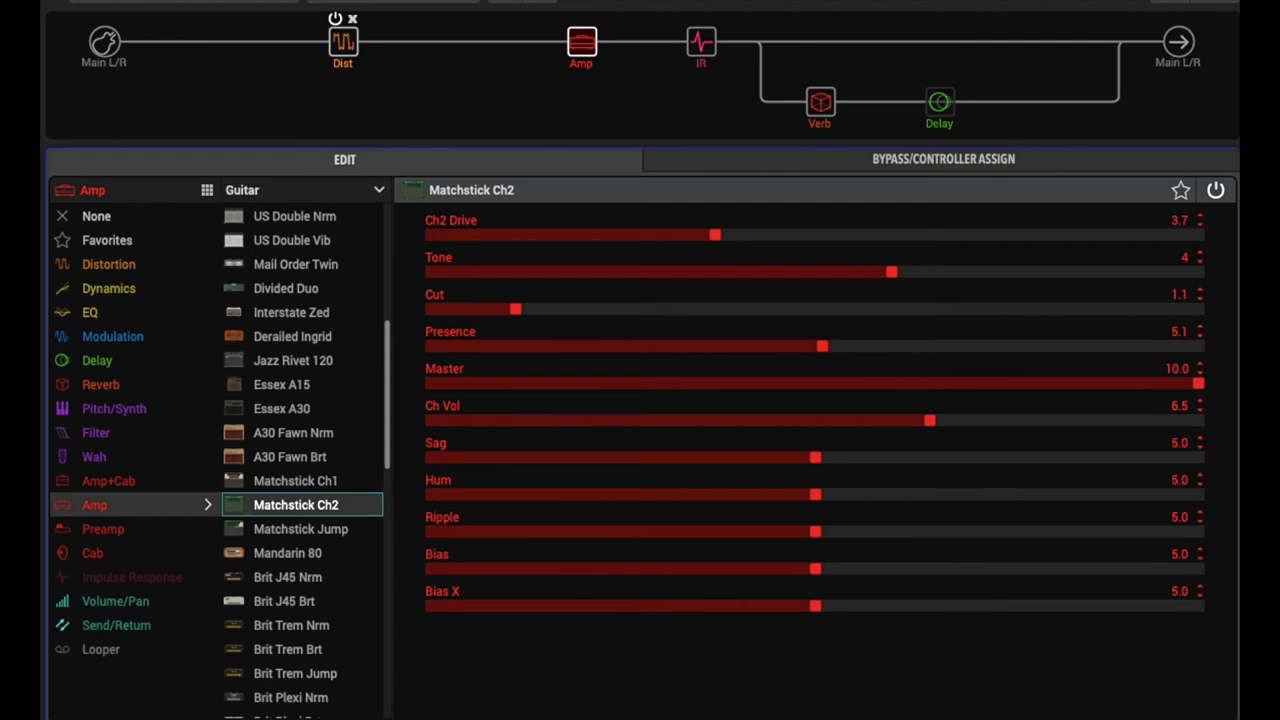 Main L/R
Dist
Amp
IR
Main L/R
Verb
Delay
EDIT
BYPASS/CONTROLLER ASSIGN
Amp
Guitar
Matchstick Ch2
None
Favorites
Distortion
Dynamics
EQ
Modulation
Delay
Reverb
Pitch/Synth
Filter
Wah
Amp+Cab
Amp
Preamp
Cab
Impulse Response
Volume/Pan
Send/Return
Looper
US Double Nrm
US Double Vib
Mail Order Twin
Divided Duo
Interstate Zed
Derailed Ingrid
Jazz Rivet 120
Essex A15
Essex A30
A30 Fawn Nrm
A30 Fawn Brt
Matchstick Ch1
Matchstick Ch2
Matchstick Jump
Mandarin 80
Brit J45 Nrm
Brit J45 Brt
Brit Trem Nrm
Brit Trem Brt
Brit Trem Jump
Brit Plexi Nrm
Ch2 Drive 3.7
Tone 4
Cut 1.1
Presence 5.1
Master 10.0
Ch Vol 6.5
Sag 5.0
Hum 5.0
Ripple 5.0
Bias 5.0
Bias X 5.0